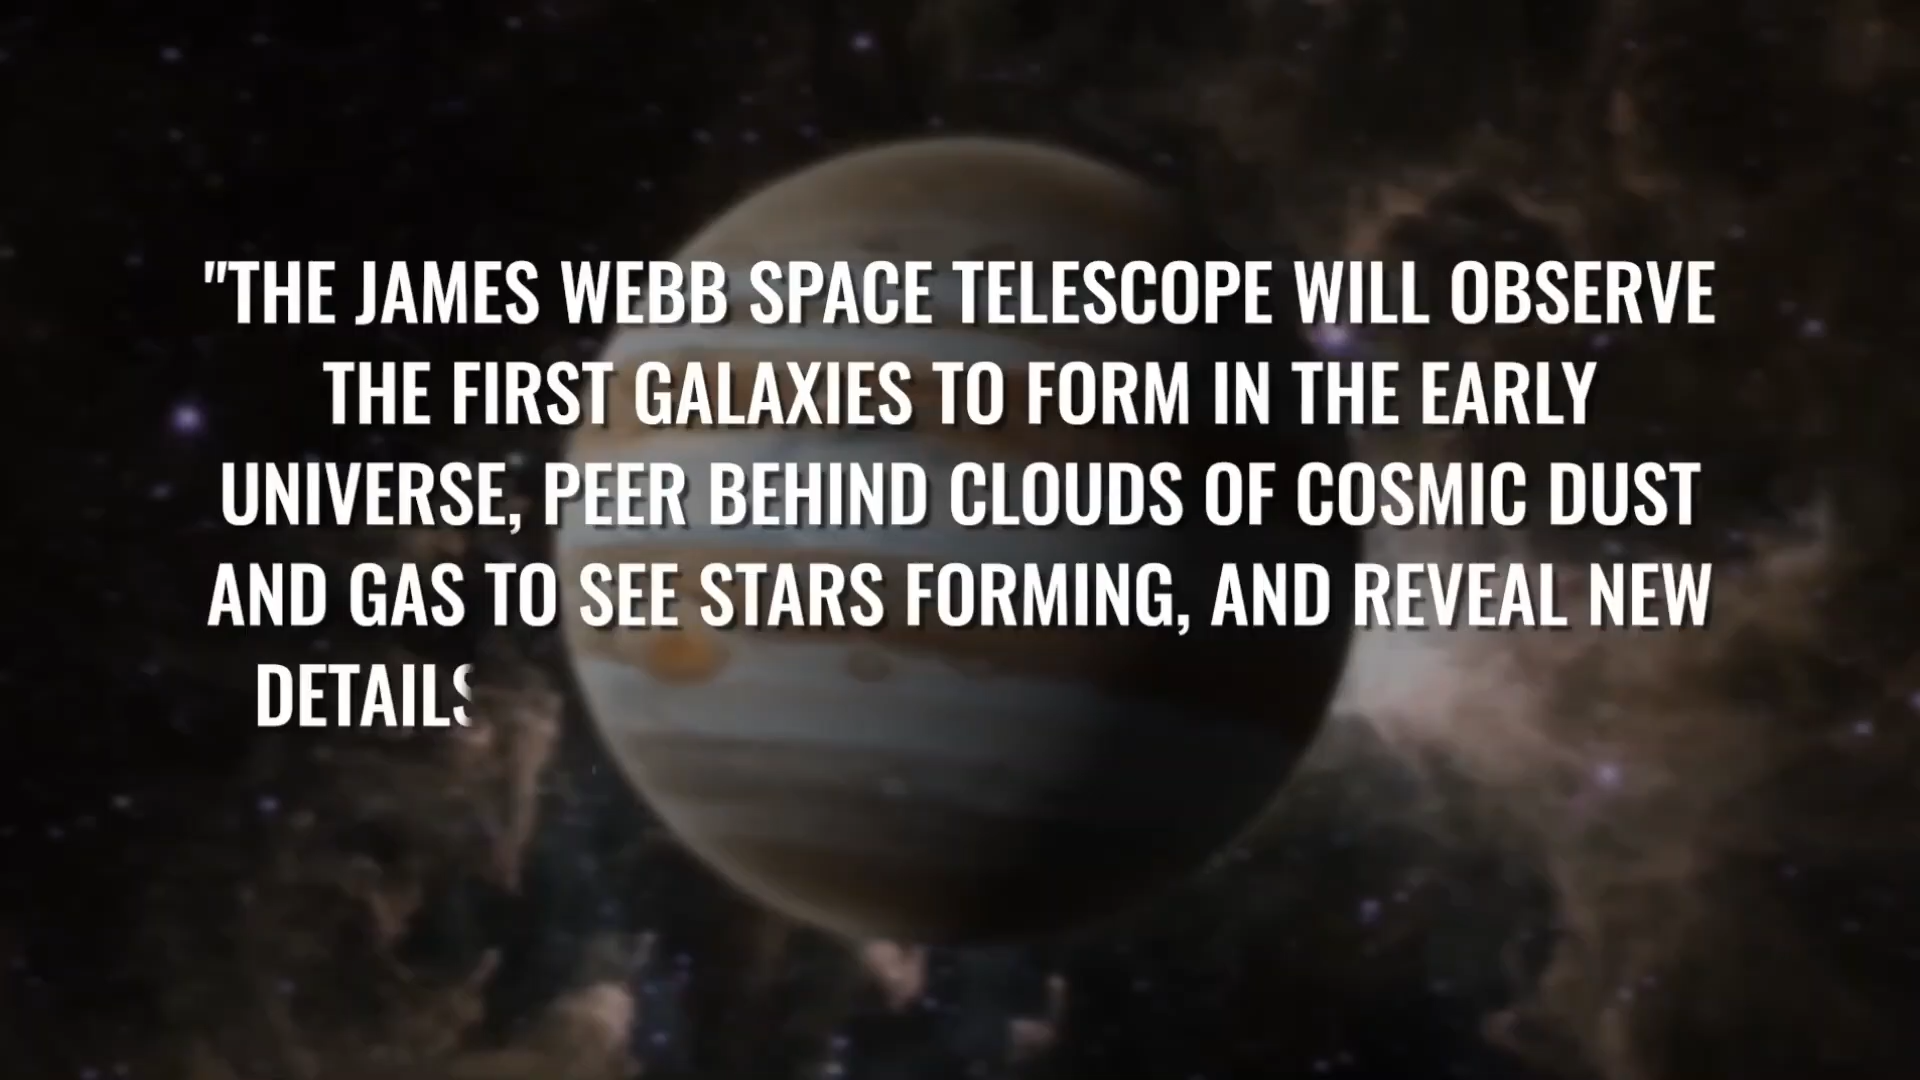 "THE JAMES WEBB SPACE TELESCOPE WILL OBSERVE
THE FIRST GALAXIES TO FORM IN THE EARLY
UNIVERSE, PEER BEHIND CLOUDS OF COSMIC DUST
AND GAS TO SEE STARS FORMING, AND REVEAL NEW
DETAILS